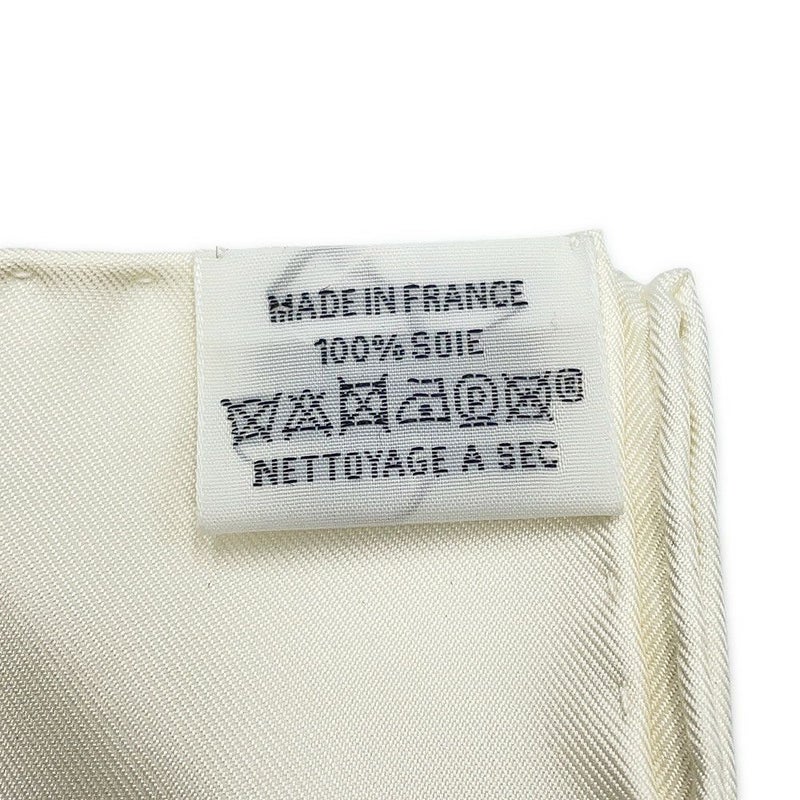 MADE IN FRANCE
100% SOIE
P ®
NETTOYAGE A SEC